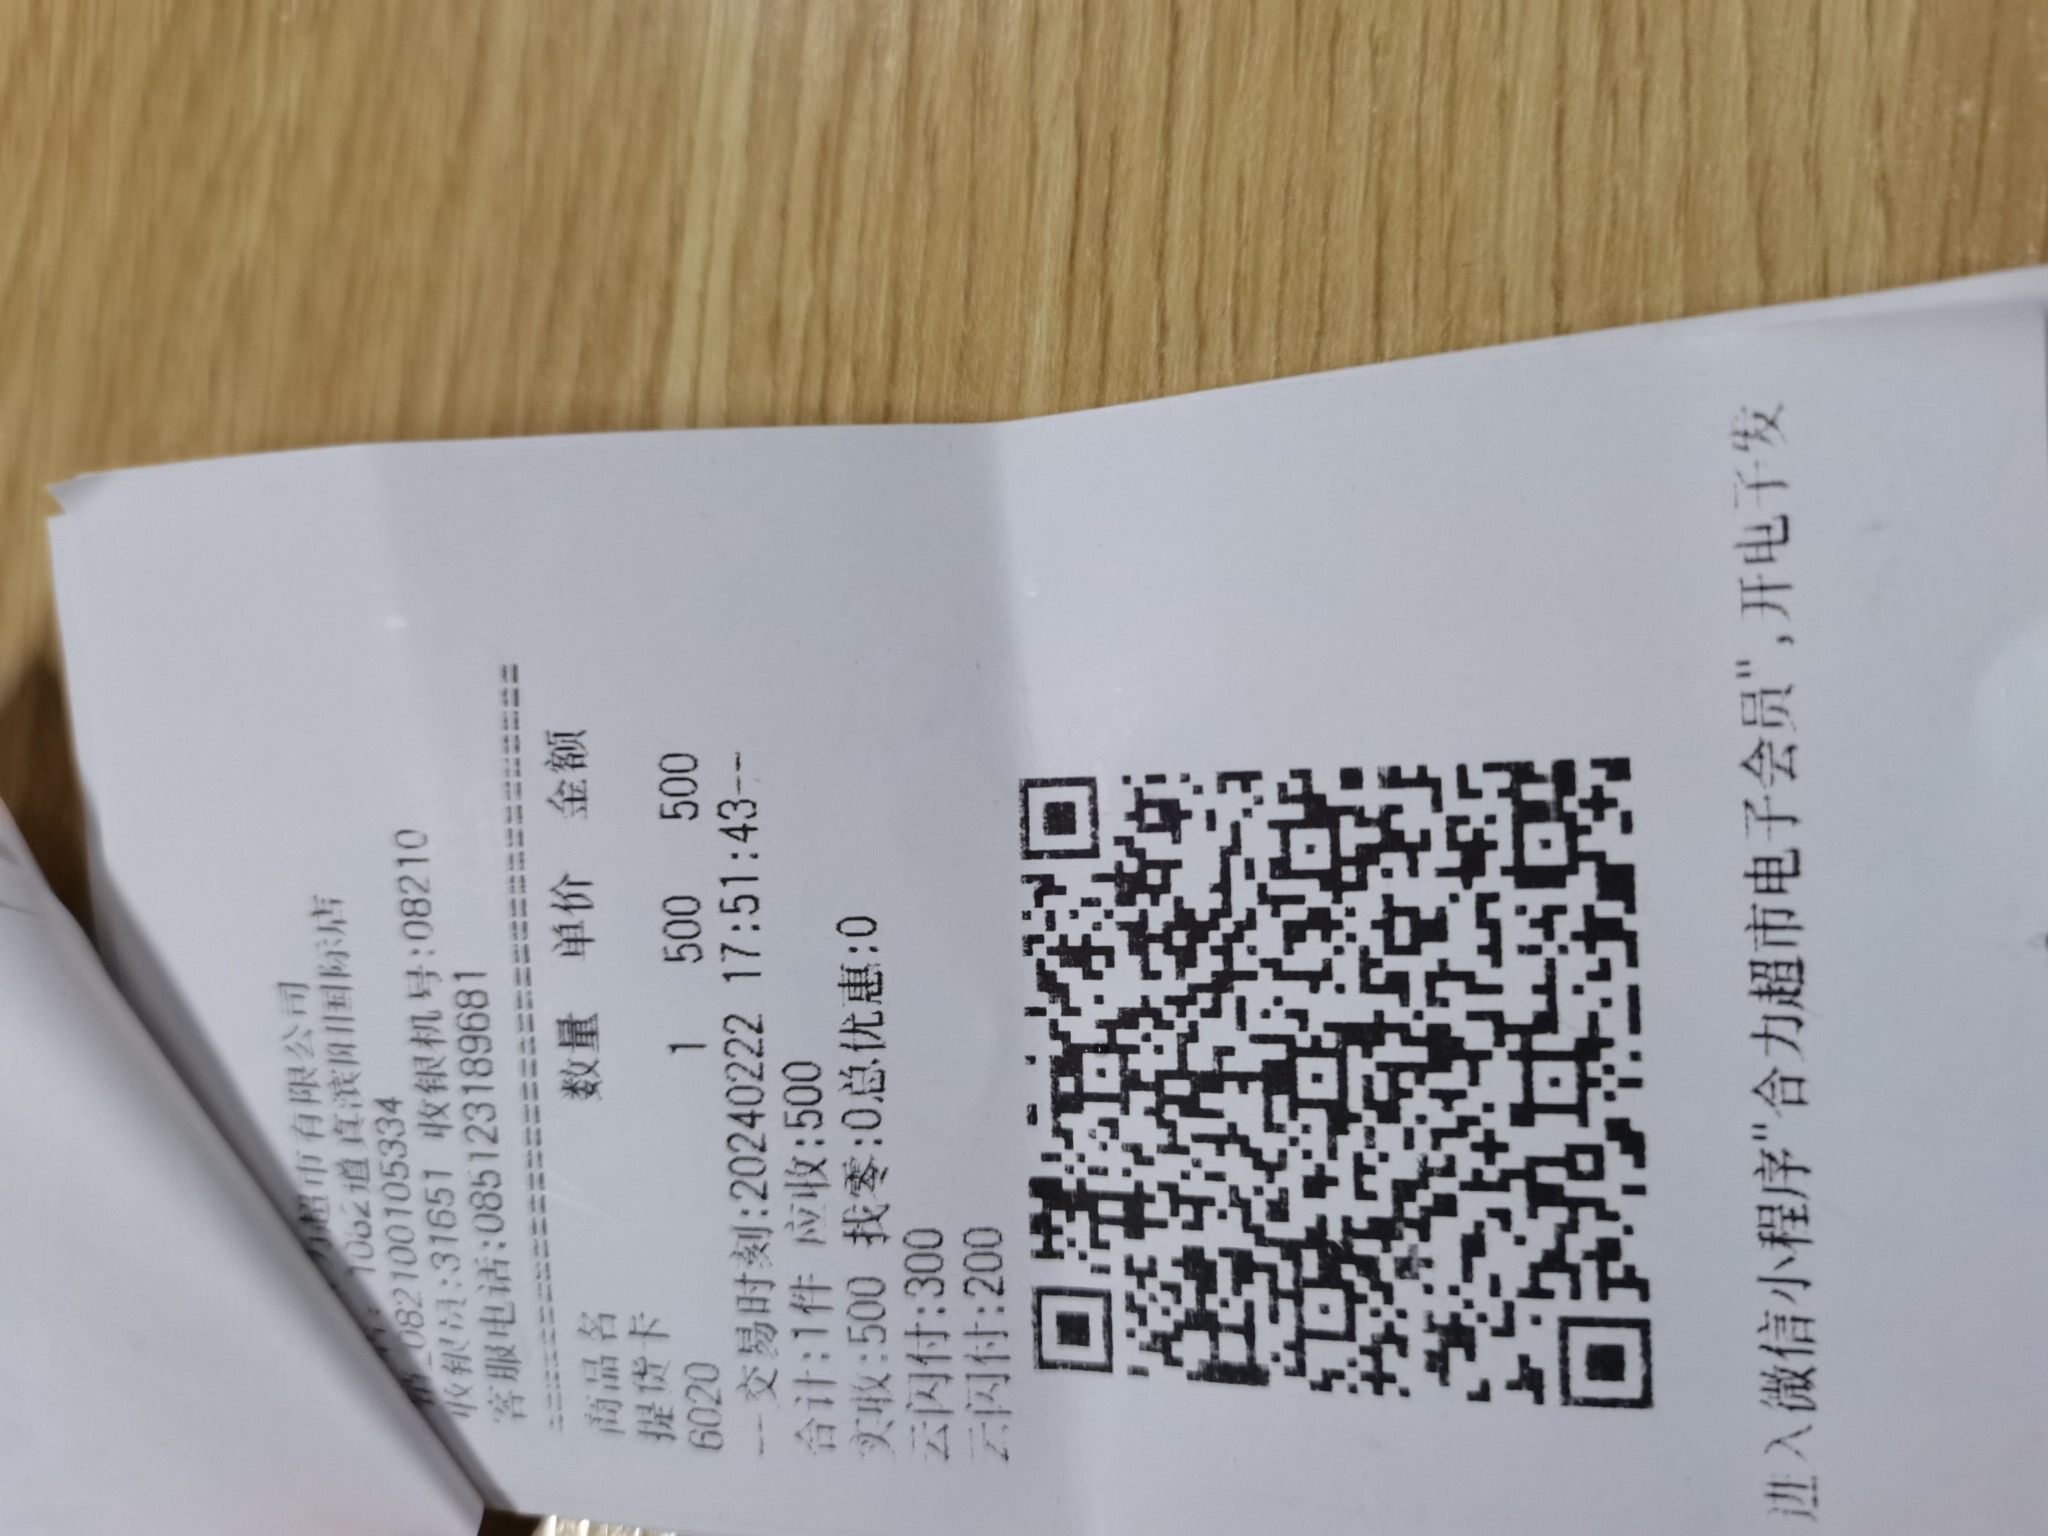 超市有限公司
1062道真滨阳川国际店
082100105334
收银员:31651 收银机号:08210
客服电话:085123189681
商品名 数量 单价 金额
提货卡
6020 1 500 500
--交易时刻:20240222 17:51:43--
合计:1件 应收:500
实收:500 找零:0总优惠:0
云闪付:300
云闪付:200
进入微信小程序"合力超市电子会员",开电子发